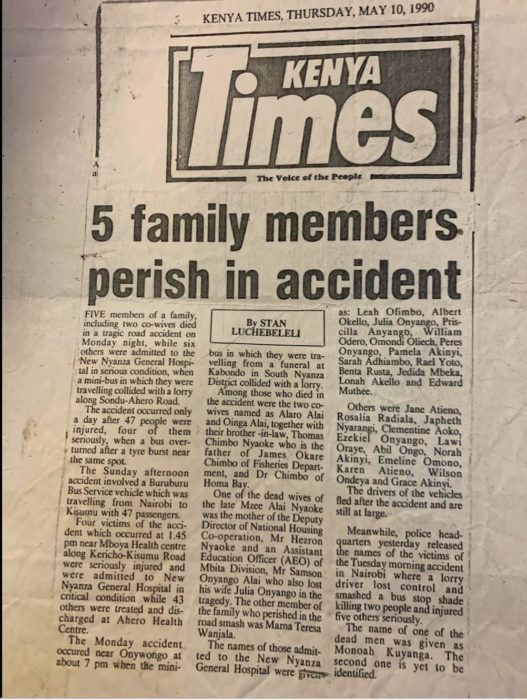 KENYA TIMES, THURSDAY, MAY 10, 1990
KENYA
Times
The Voice of the People
5 family members
perish in accident
FIVE members of a family,
including two co-wives died
in a tragic road accident on
Monday night, while six
others were admitted to the
New Nyanza General Hospi-
tal in serious condition, when
a mini-bus in which they were
travelling collided with a lorry
along Sondu-Ahero Road.
The accident occurred only
a day after 47 people were
injured, four of them
seriously, when a bus over-
turned after a tyre burst near
the same spot.
The Sunday afternoon
accident involved a Buruburu
Bus Service vehicle which was
travelling from Nairobi to
Kisumu with 47 passengers.
Four victims of the acci-
dent which occurred at 1.45
pm near Mboya Health centre
along Kericho-Kisumu Road
were seriously injured and
were admitted to New
Nyanza General Hospital in
critical condition while 43
others were treated and dis-
charged at Ahero Health
Centre.
The Monday accident
occured near Onywongo at
about 7 pm when the mini-
By STAN
LUCHEBELELI
bus in which they were tra-
velling from a funeral at
Kabondo in South Nyanza
District collided with a lorry.
Among those who died in
the accident were the two co-
wives named as Alaro Alai
and Oinga Alai, together with
their brother-in-law, Thomas
Chimbo Nyaoke who is the
father of James Okare
Chimbo of Fisheries Depart-
ment, and Dr Chimbo of
Homa Bay.
One of the dead wives of
the late Mzee Alai Nyaoke
was the mother of the Deputy
Director of National Housing
Co-operation, Mr Hezron
Nyaoke and an Assistant
Education Officer (AEO) of
Mbita Division, Mr Samson
Onyango Alai who also lost
his wife Julia Onyango in the
tragedy. The other member of
the family who perished in the
road smash was Mama Teresa
Wanjala.
The names of those admit-
ted to the New Nyanza
General Hospital were given
as: Leah Ofimbo, Albert
Okello, Julia Onyango, Pris-
cilla Anyango, William
Odero, Omondi Oliech, Peres
Onyango, Pamela Akinyi,
Sarah Adhiambo, Rael Yoto,
Benta Rusta, Jedida Mbeka,
Lonah Akello and Edward
Muthee.
Others were Jane Atieno,
Rosalia Radiala, Japheth
Nyarangi, Clementine Aoko,
Ezekiel Onyango, Lawi
Oraye, Abil Ongo, Norah
Akinyi, Emeline Omono,
Karen Atieno, Wilson
Ondeya and Grace Akinyi.
The drivers of the vehicles
fled after the accident and are
still at large.
Meanwhile, police head-
quarters yesterday released
the names of the victims of
the Tuesday morning accident
in Nairobi where a lorry
driver lost control and
smashed a bus stop shade
killing two people and injured
five others seriously.
The name of one of the
dead men was given as
Monoah Kuyanga. The
second one is yet to be
identified.